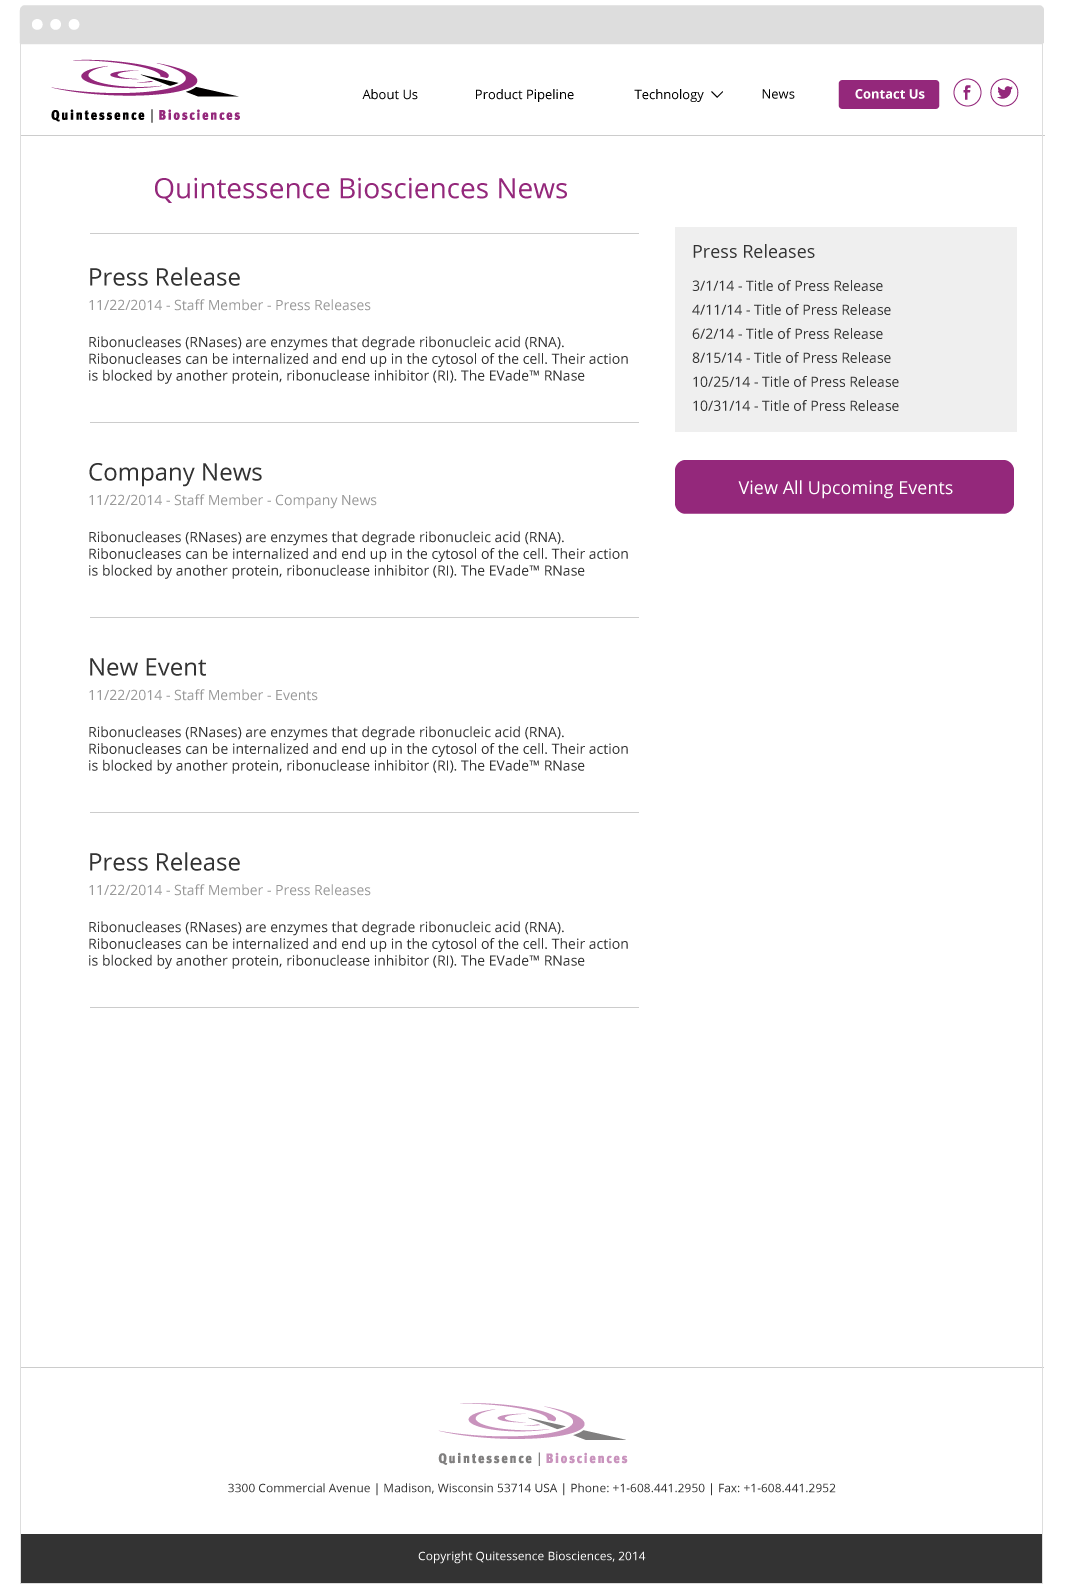 Quintessence | Biosciences
About Us
Product Pipeline
Technology
News
Contact Us
Quintessence Biosciences News
Press Release
11/22/2014 - Staff Member - Press Releases
Ribonucleases (RNases) are enzymes that degrade ribonucleic acid (RNA).
Ribonucleases can be internalized and end up in the cytosol of the cell. Their action
is blocked by another protein, ribonuclease inhibitor (RI). The EVade™ RNase
Company News
11/22/2014 - Staff Member - Company News
Ribonucleases (RNases) are enzymes that degrade ribonucleic acid (RNA).
Ribonucleases can be internalized and end up in the cytosol of the cell. Their action
is blocked by another protein, ribonuclease inhibitor (RI). The EVade™ RNase
New Event
11/22/2014 - Staff Member - Events
Ribonucleases (RNases) are enzymes that degrade ribonucleic acid (RNA).
Ribonucleases can be internalized and end up in the cytosol of the cell. Their action
is blocked by another protein, ribonuclease inhibitor (RI). The EVade™ RNase
Press Release
11/22/2014 - Staff Member - Press Releases
Ribonucleases (RNases) are enzymes that degrade ribonucleic acid (RNA).
Ribonucleases can be internalized and end up in the cytosol of the cell. Their action
is blocked by another protein, ribonuclease inhibitor (RI). The EVade™ RNase
Press Releases
3/1/14 - Title of Press Release
4/11/14 - Title of Press Release
6/2/14 - Title of Press Release
8/15/14 - Title of Press Release
10/25/14 - Title of Press Release
10/31/14 - Title of Press Release
View All Upcoming Events
Quintessence | Biosciences
3300 Commercial Avenue | Madison, Wisconsin 53714 USA | Phone: +1-608.441.2950 | Fax: +1-608.441.2952
Copyright Quitessence Biosciences, 2014